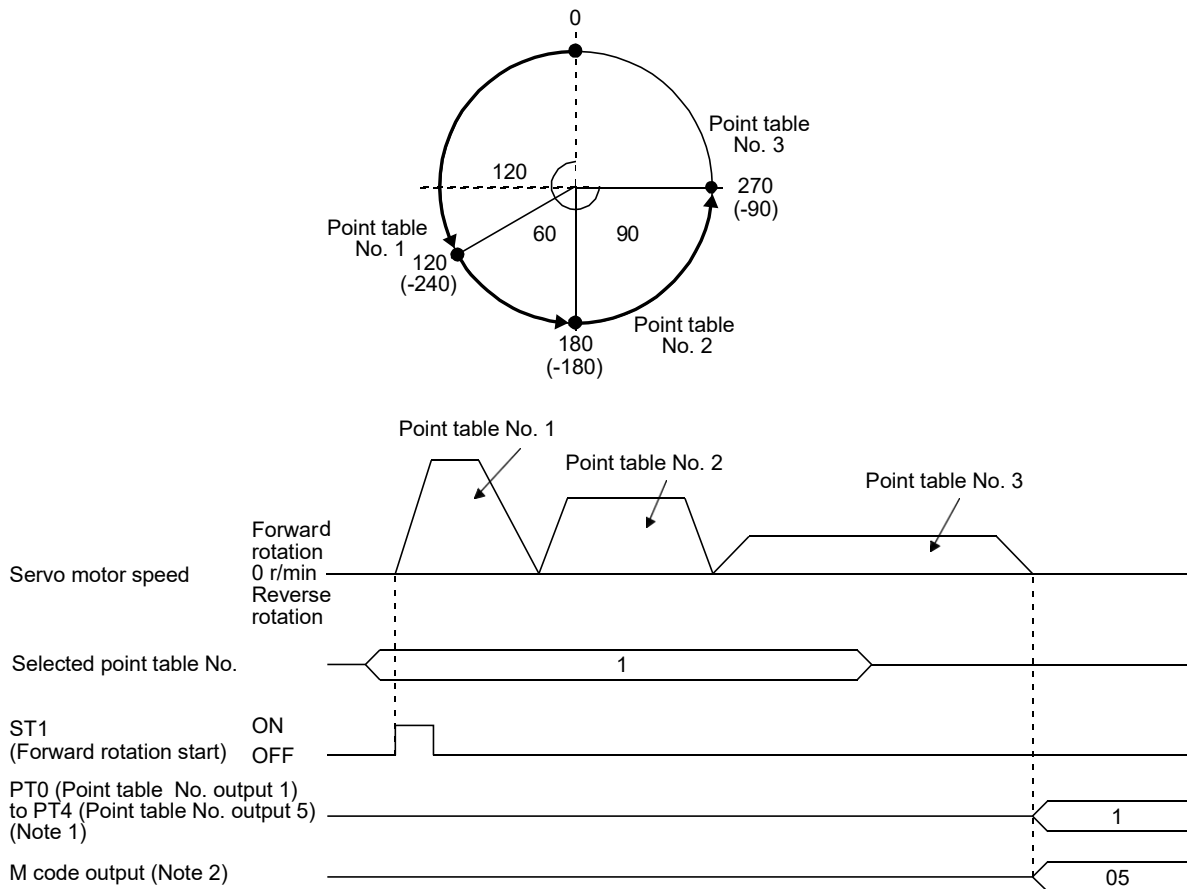 0
Point table
No. 3
120
270
(-90)
Point table
No. 1
60
90
120
(-240)
Point table
No. 2
180
(-180)
Point table No. 1
Point table No. 2
Point table No. 3
Forward
rotation
Servo motor speed
0 r/min
Reverse
rotation
Selected point table No.
1
ST1
ON
(Forward rotation start)
OFF
PT0 (Point table No. output 1)
to PT4 (Point table No. output 5)
(Note 1)
1
M code output (Note 2)
05